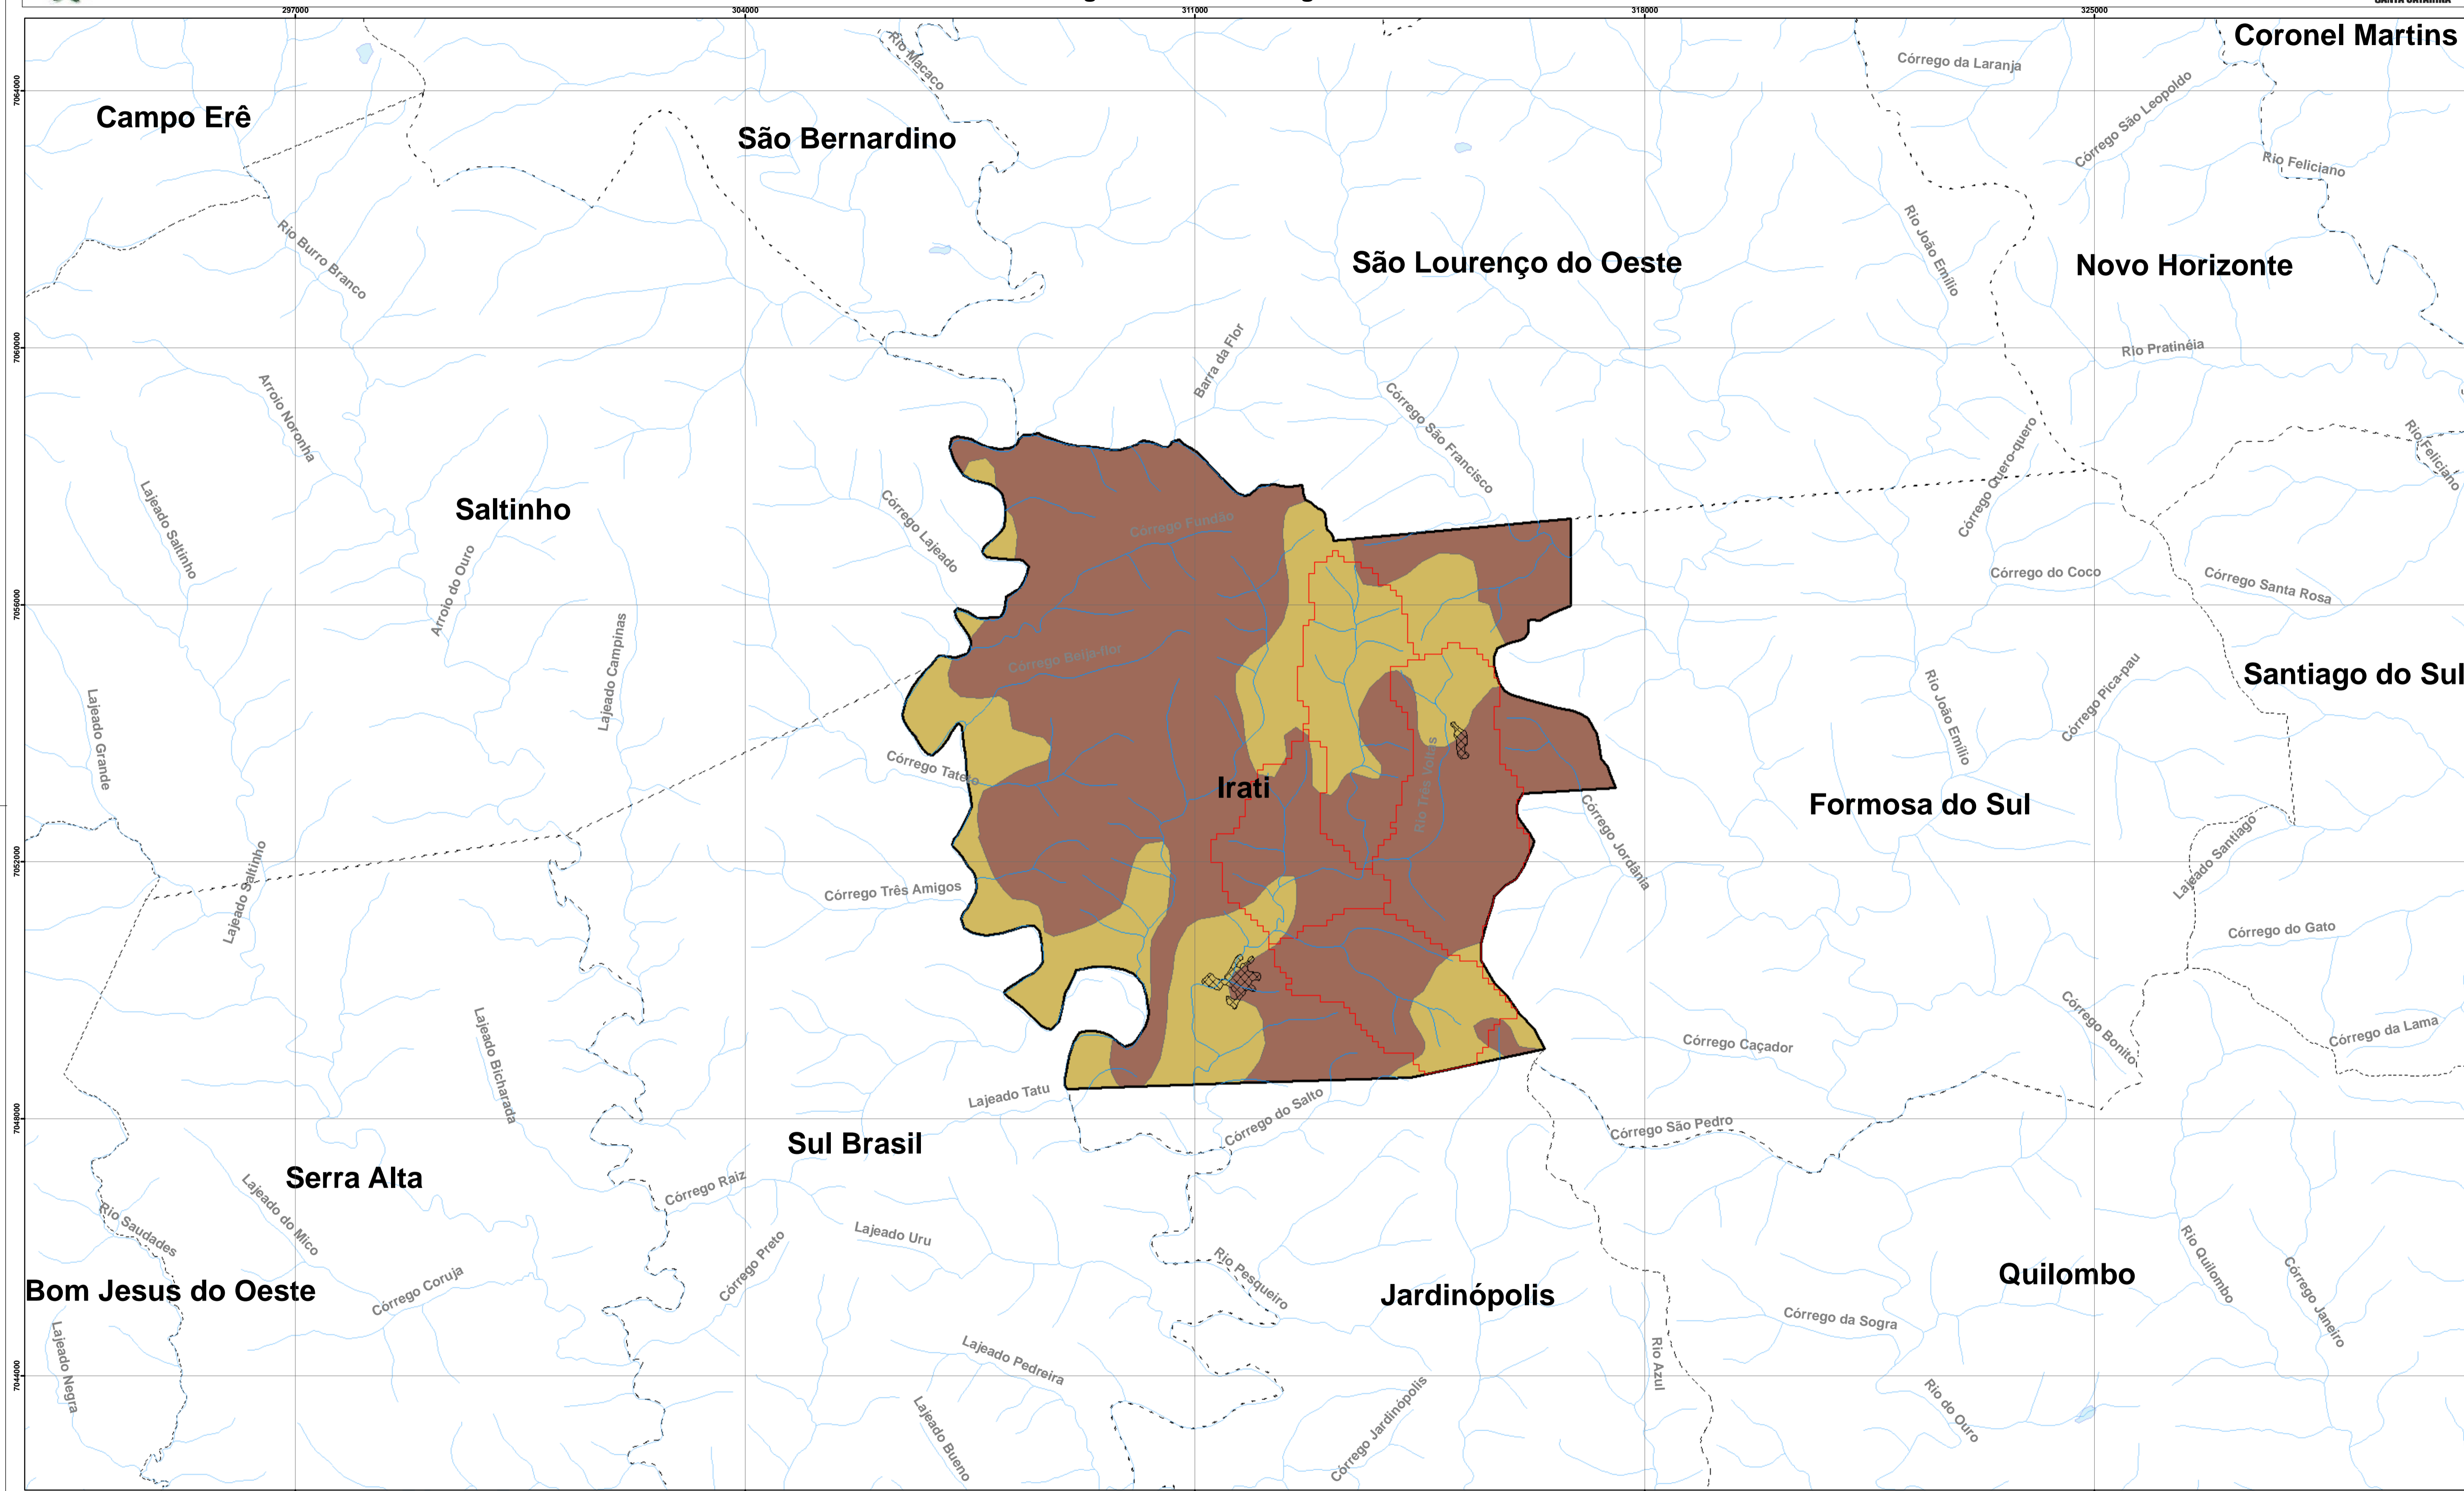 297000
304000
311000
318000
325000
Coronel Martins
Rio Macaco
Córrego da Laranja
7064000
Campo Erê
Córrego São Leopoldo
São Bernardino
Rio Feliciano
Rio Burro Branco
Rio João Emílio
São Lourenço do Oeste
Novo Horizonte
7060000
Barra da Flor
Rio Pratinéia
Arroio Noronha
Córrego São Francisco
Córrego Quero-quero
Rio Feliciano
Lajeado Saltinho
Saltinho
Córrego Lajeado
Córrego Fundão
Arroio do Ouro
Córrego do Coco
Córrego Santa Rosa
7056000
Lajeado Campinas
Córrego Beija-flor
Rio João Emílio
Córrego Pica-pau
Santiago do Sul
Lajeado Grande
Córrego Tateto
Irati
Rio Três Voltas
Formosa do Sul
Córrego Jordânia
Lajeado Santiago
7052000
Lajeado Saltinho
Córrego Três Amigos
Córrego do Gato
Lajeado Bicharada
Córrego Caçador
Córrego Bonito
Córrego da Lama
Lajeado Tatu
Córrego do Salto
7048000
Córrego São Pedro
Sul Brasil
Serra Alta
Lajeado do Mico
Córrego Raiz
Rio Saudades
Lajeado Uru
Córrego Preto
Rio Pesqueiro
Rio Quilombo
Córrego Janeiro
Bom Jesus do Oeste
Córrego Coruja
Jardinópolis
Quilombo
Córrego da Sogra
Lajeado Negra
Lajeado Pedreira
Rio Azul
7044000
Lajeado Bueno
Córrego Jardinópolis
Rio do Ouro